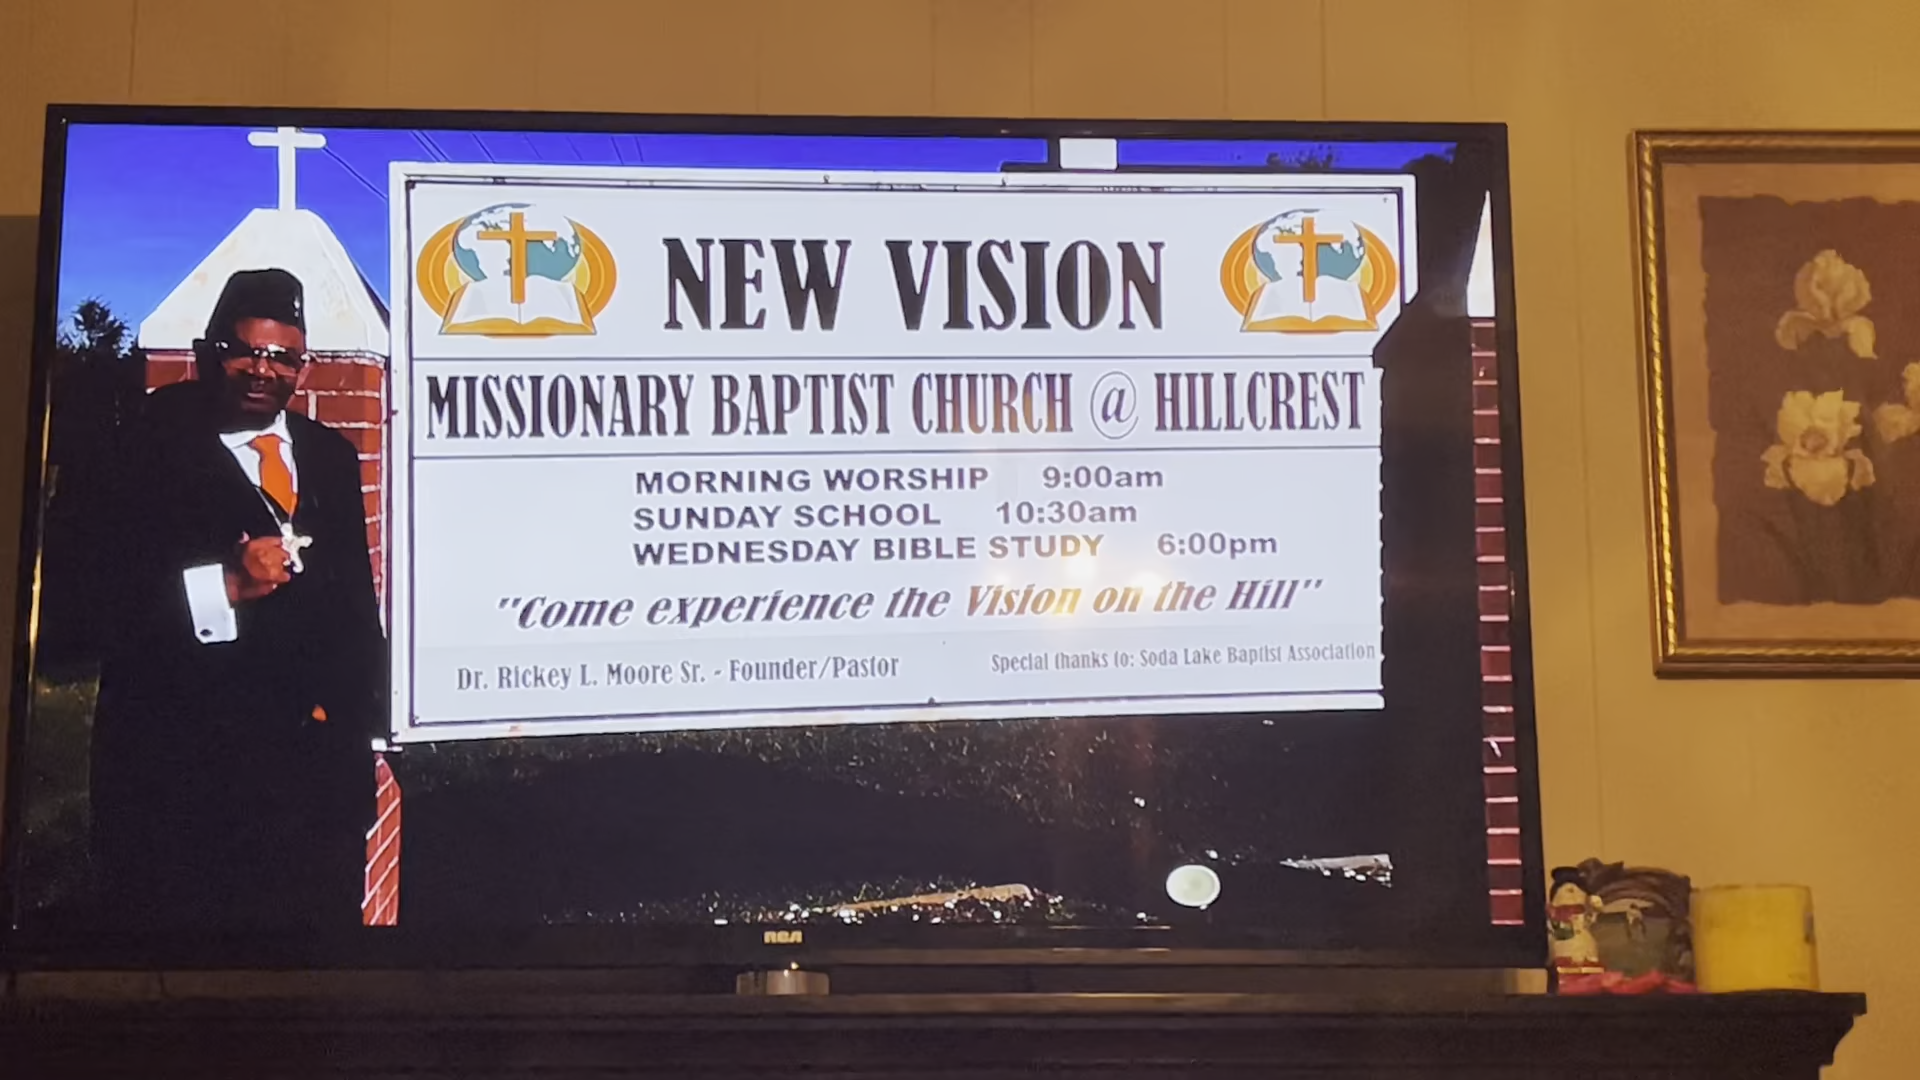 NEW VISION
MISSIONARY BAPTIST CHURCH @ HILLCREST
MORNING WORSHIP 9:00am
SUNDAY SCHOOL 10:30am
WEDNESDAY BIBLE STUDY 6:00pm
"Come experience the Vision on the Hill"
Dr. Rickey L. Moore Sr. - Founder/Pastor
Special thanks to: Soda Lake Baptist Association
RCA